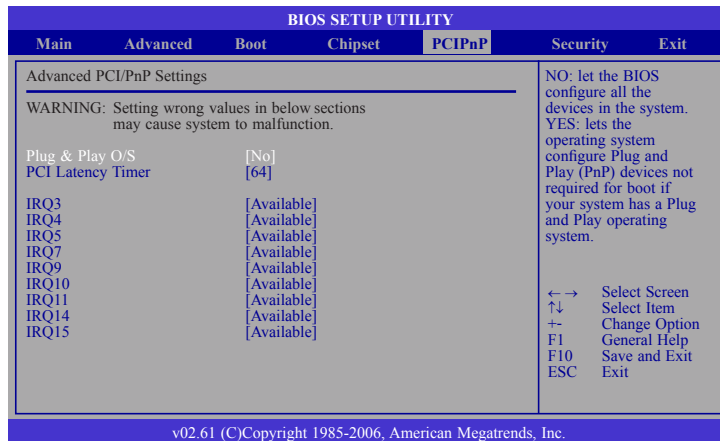 BIOS SETUP UTILITY
Main Advanced Boot Chipset PCIPnP Security Exit
Advanced PCI/PnP Settings
WARNING: Setting wrong values in below sections
may cause system to malfunction.
Plug & Play O/S [No]
PCI Latency Timer [64]
IRQ3 [Available]
IRQ4 [Available]
IRQ5 [Available]
IRQ7 [Available]
IRQ9 [Available]
IRQ10 [Available]
IRQ11 [Available]
IRQ14 [Available]
IRQ15 [Available]
NO: let the BIOS
configure all the
devices in the system.
YES: lets the
operating system
configure Plug and
Play (PnP) devices not
required for boot if
your system has a Plug
and Play operating
system.
←→ Select Screen
↑↓ Select Item
+- Change Option
F1 General Help
F10 Save and Exit
ESC Exit
v02.61 (C)Copyright 1985-2006, American Megatrends, Inc.